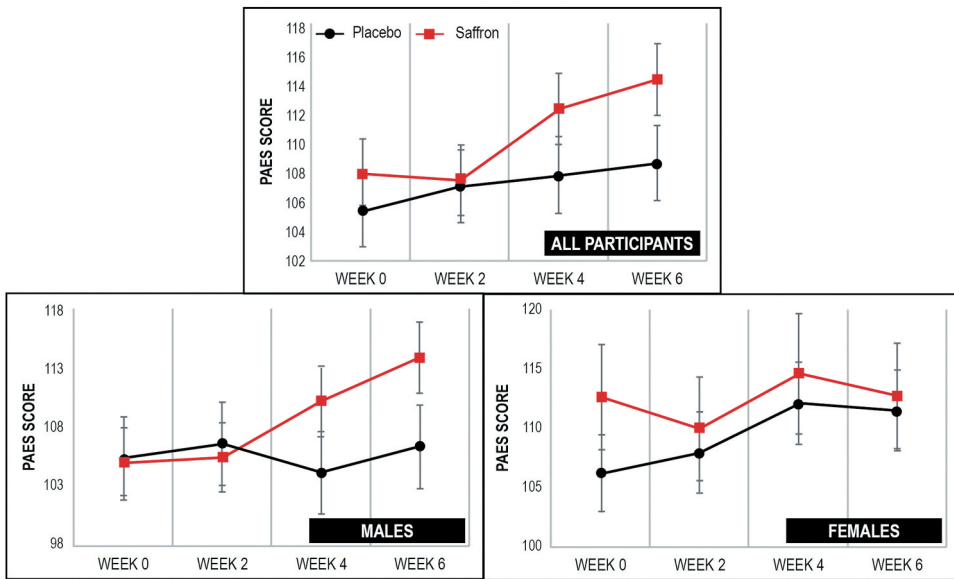 Placebo Saffron
PAES SCORE
118
116
114
112
110
108
106
104
102
ALL PARTICIPANTS
WEEK 0 WEEK 2 WEEK 4 WEEK 6
PAES SCORE
118
113
108
103
98
MALES
WEEK 0 WEEK 2 WEEK 4 WEEK 6
PAES SCORE
120
115
110
105
100
FEMALES
WEEK 0 WEEK 2 WEEK 4 WEEK 6